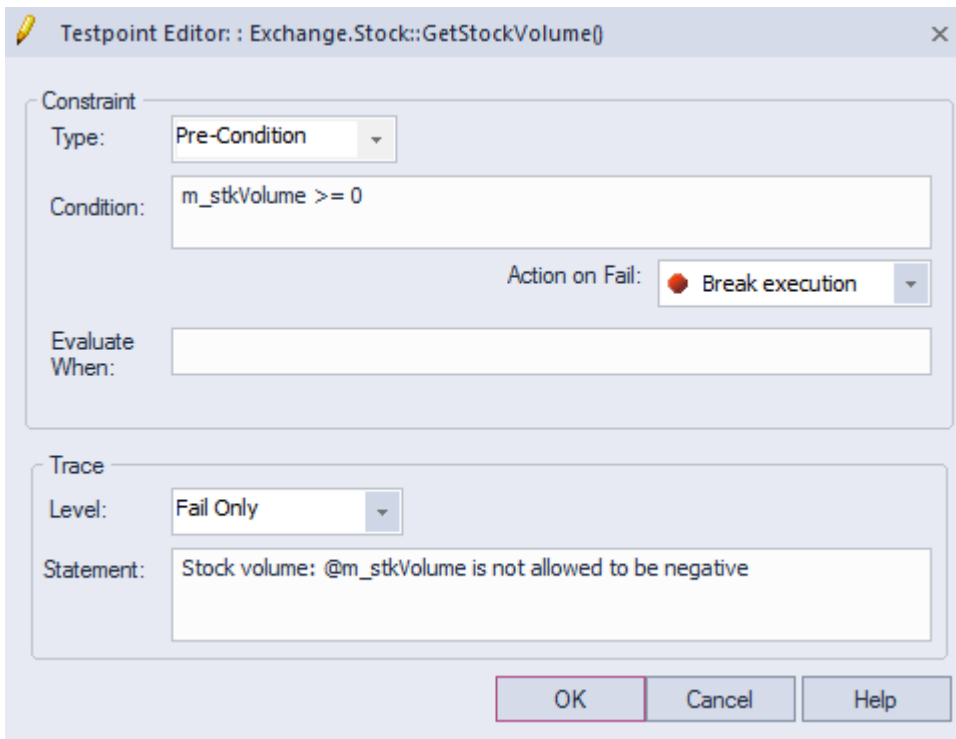 Testpoint Editor: : Exchange.Stock::GetStockVolume()
Constraint
Type: Pre-Condition
Condition: m_stkVolume >= 0
Action on Fail: Break execution
Evaluate
When:
Trace
Level: Fail Only
Statement: Stock volume: @m_stkVolume is not allowed to be negative
OK Cancel Help